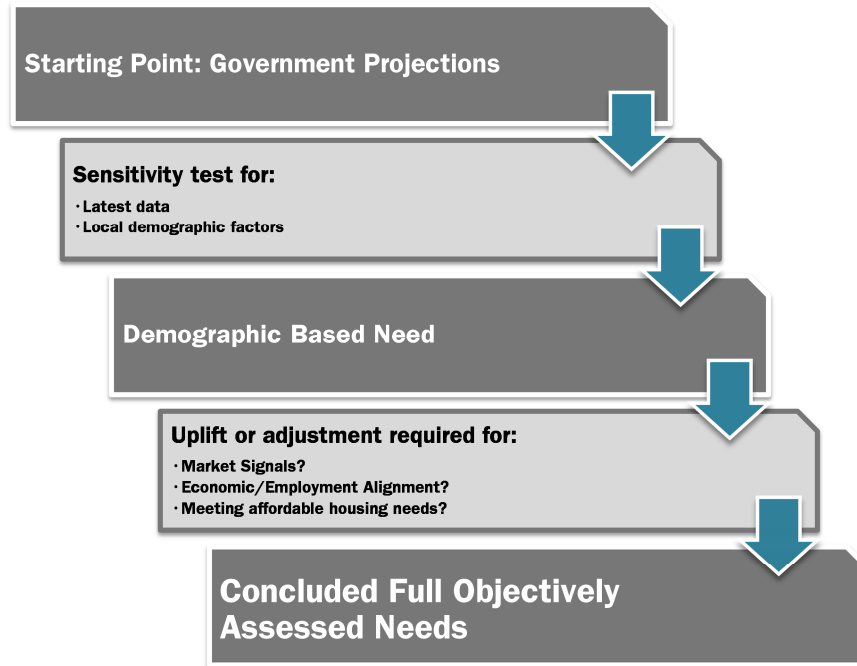 Starting Point: Government Projections
Sensitivity test for:
· Latest data
· Local demographic factors
Demographic Based Need
Uplift or adjustment required for:
· Market Signals?
· Economic/Employment Alignment?
· Meeting affordable housing needs?
Concluded Full Objectively
Assessed Needs